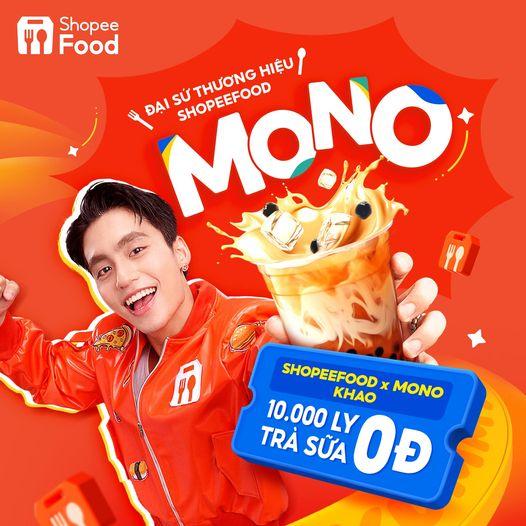 Shopee
Food
ĐẠI SỨ THƯƠNG HIỆU
SHOPEEFOOD
MONO
SHOPEEFOOD x MONO
KHAO
10.000 LY
TRÀ SỮA 0Đ